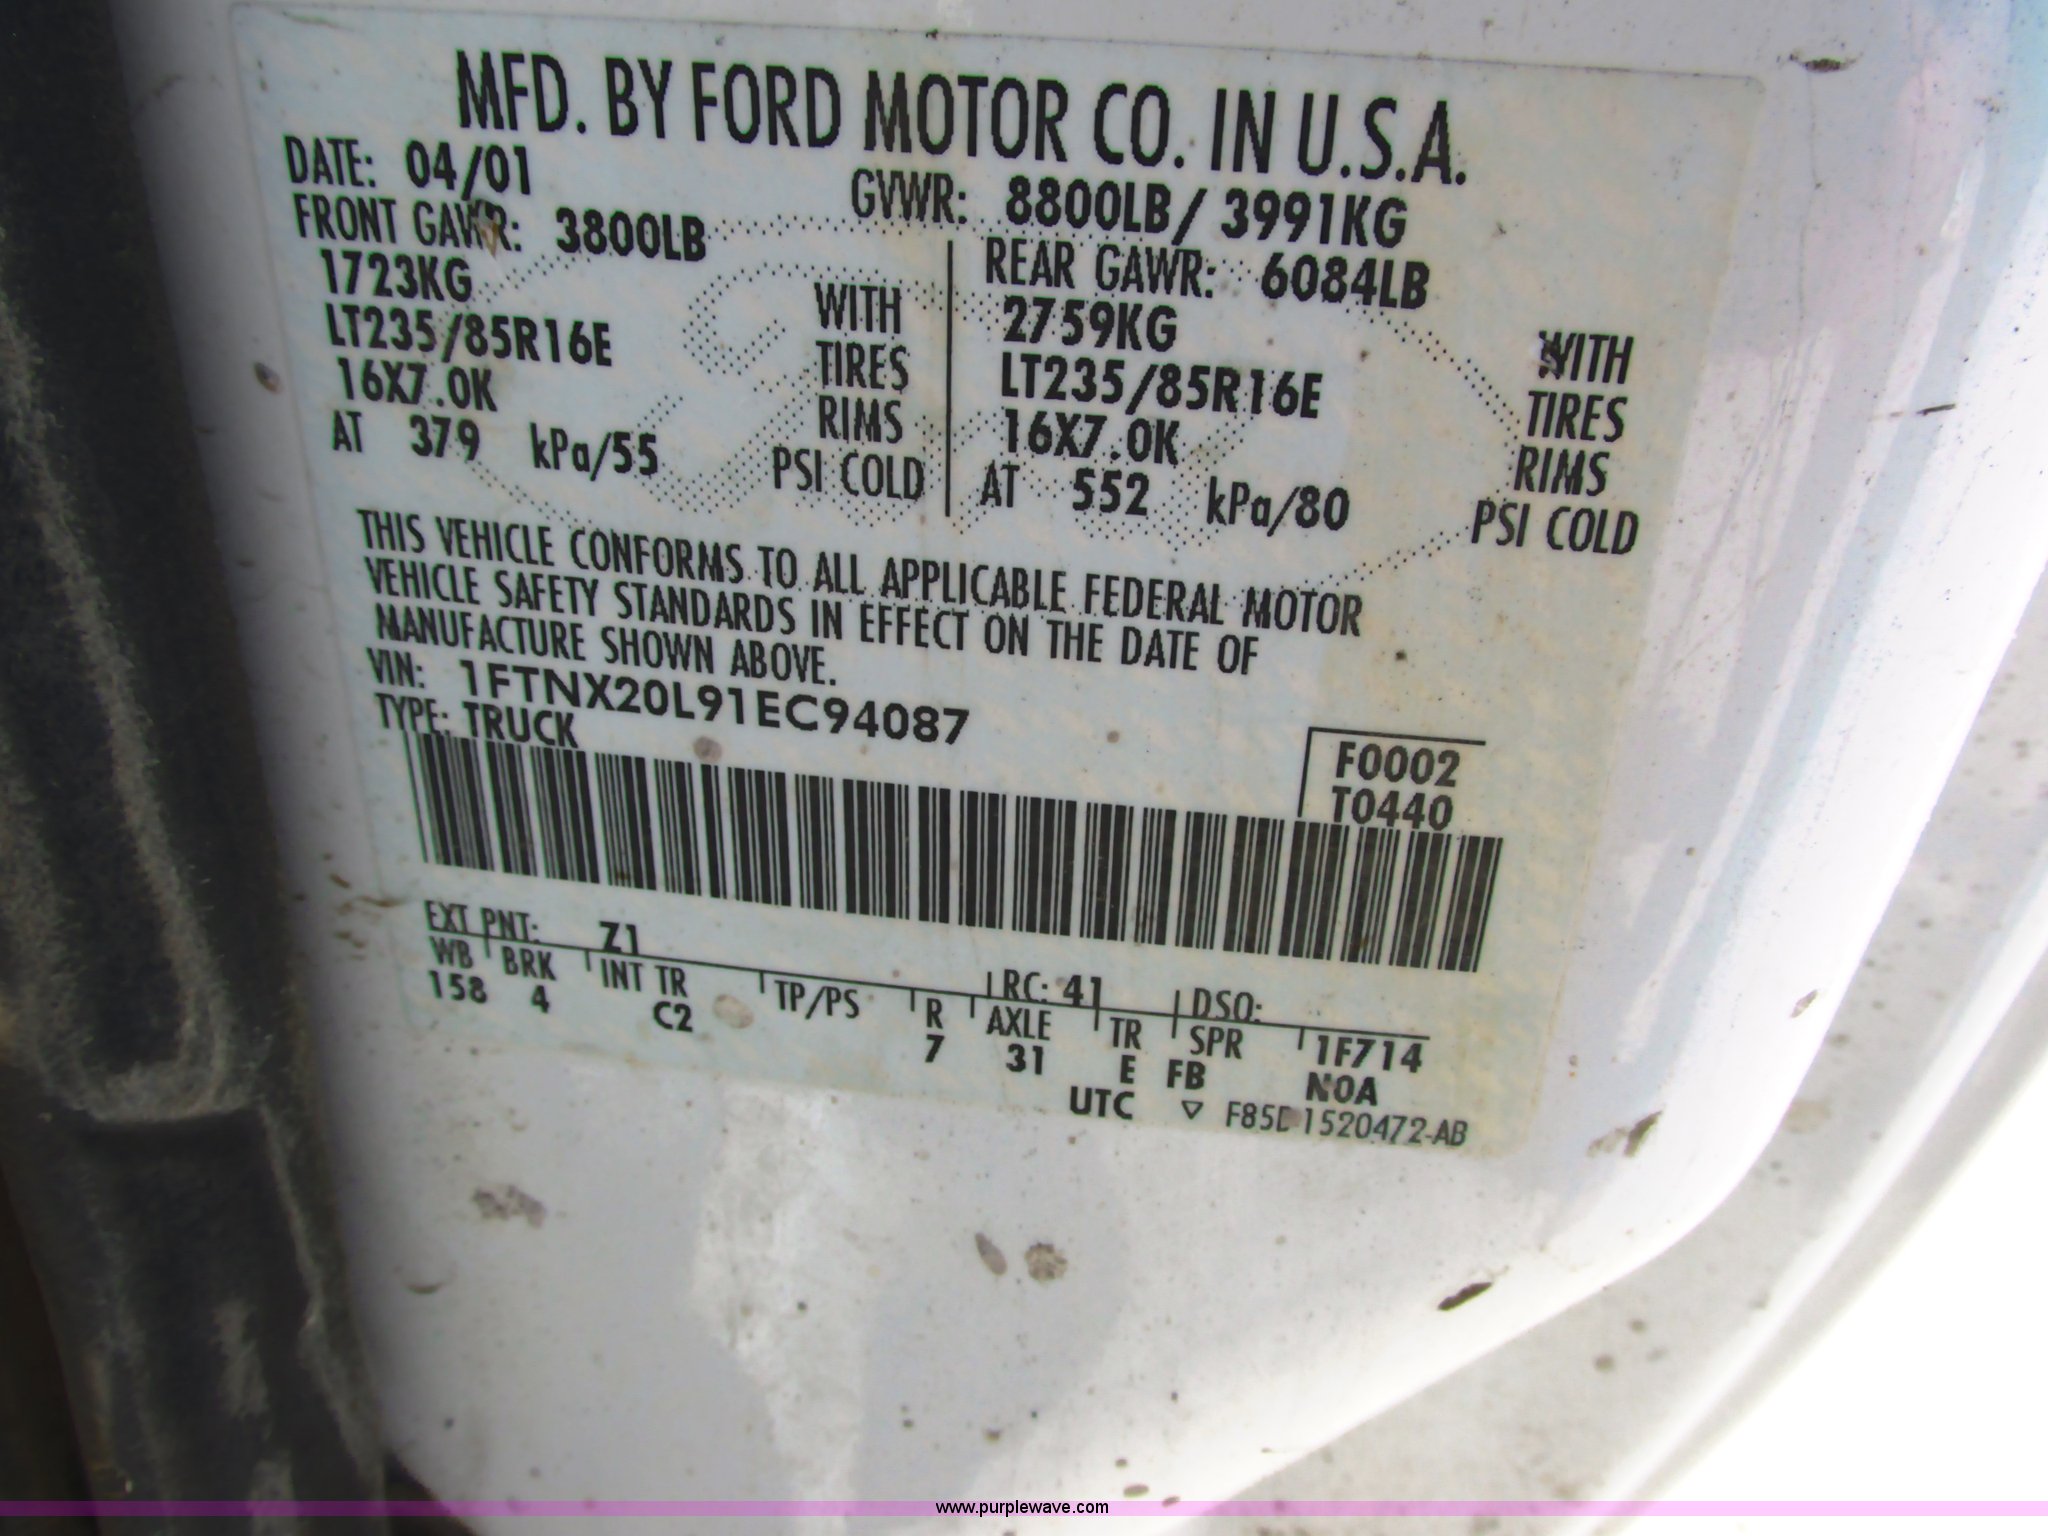 MFD. BY FORD MOTOR CO. IN U.S.A.
DATE: 04/01
GVWR: 8800LB/ 3991KG
FRONT GAWR: 3800LB
1723KG
WITH
LT235/85R16E
TIRES
16X7.0K
RIMS
AT 379 kPa/55
PSI COLD
REAR GAWR: 6084LB
2759KG
WITH
LT235/85R16E
TIRES
16X7.0K
RIMS
AT 552 kPa/80
PSI COLD
THIS VEHICLE CONFORMS TO ALL APPLICABLE FEDERAL MOTOR
VEHICLE SAFETY STANDARDS IN EFFECT ON THE DATE OF
MANUFACTURE SHOWN ABOVE.
VIN: 1FTNX20L91EC94087
TYPE: TRUCK
F0002
T0440
EXT PNT: Z1
RC: 41
DSO:
WB BRK INT TR TP/PS R AXLE TR SPR 1F714
158 4 C2 7 31 E FB N0A
UTC ▽ F85B 1520472-AB
www.purplewave.com